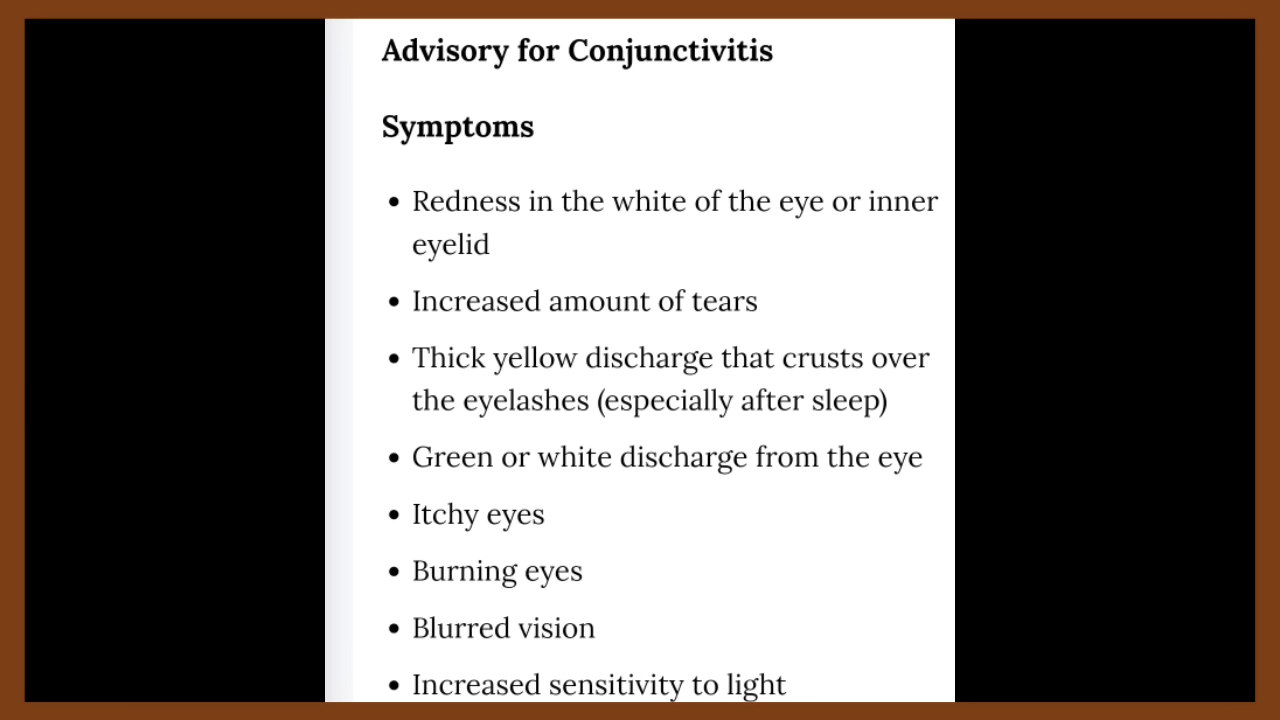 Advisory for Conjunctivitis
Symptoms
• Redness in the white of the eye or inner
eyelid
• Increased amount of tears
• Thick yellow discharge that crusts over
the eyelashes (especially after sleep)
• Green or white discharge from the eye
• Itchy eyes
• Burning eyes
• Blurred vision
• Increased sensitivity to light